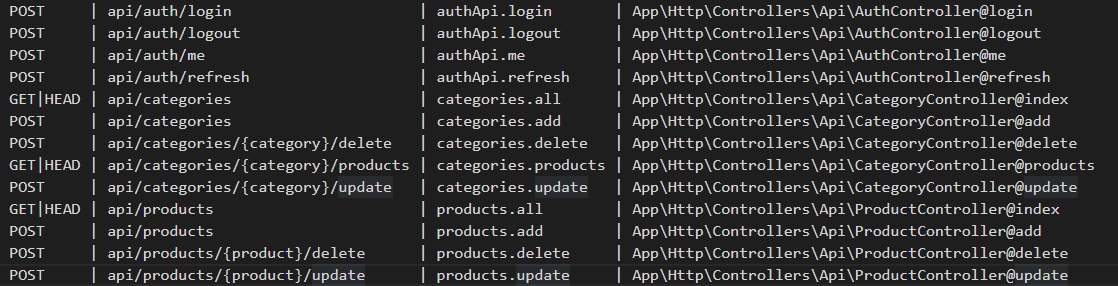 POST     | api/auth/login                 | authApi.login       | App\Http\Controllers\Api\AuthController@login
POST     | api/auth/logout                | authApi.logout      | App\Http\Controllers\Api\AuthController@logout
POST     | api/auth/me                    | authApi.me          | App\Http\Controllers\Api\AuthController@me
POST     | api/auth/refresh               | authApi.refresh     | App\Http\Controllers\Api\AuthController@refresh
GET|HEAD | api/categories                 | categories.all      | App\Http\Controllers\Api\CategoryController@index
POST     | api/categories                 | categories.add      | App\Http\Controllers\Api\CategoryController@add
POST     | api/categories/{category}/delete   | categories.delete   | App\Http\Controllers\Api\CategoryController@delete
GET|HEAD | api/categories/{category}/products | categories.products | App\Http\Controllers\Api\CategoryController@products
POST     | api/categories/{category}/update   | categories.update   | App\Http\Controllers\Api\CategoryController@update
GET|HEAD | api/products                   | products.all        | App\Http\Controllers\Api\ProductController@index
POST     | api/products                   | products.add        | App\Http\Controllers\Api\ProductController@add
POST     | api/products/{product}/delete  | products.delete     | App\Http\Controllers\Api\ProductController@delete
POST     | api/products/{product}/update  | products.update     | App\Http\Controllers\Api\ProductController@update